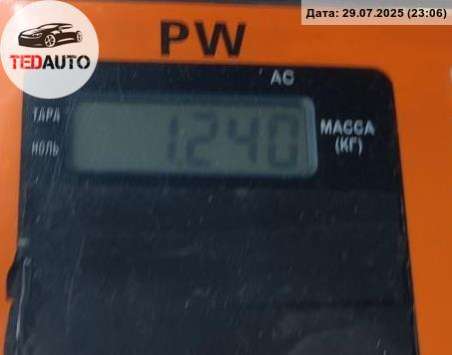 Дата: 29.07.2025 (23:06)
TEDAUTO
PW
AC
ТАРА
НОЛЬ
1.240
МАССА
(КГ)